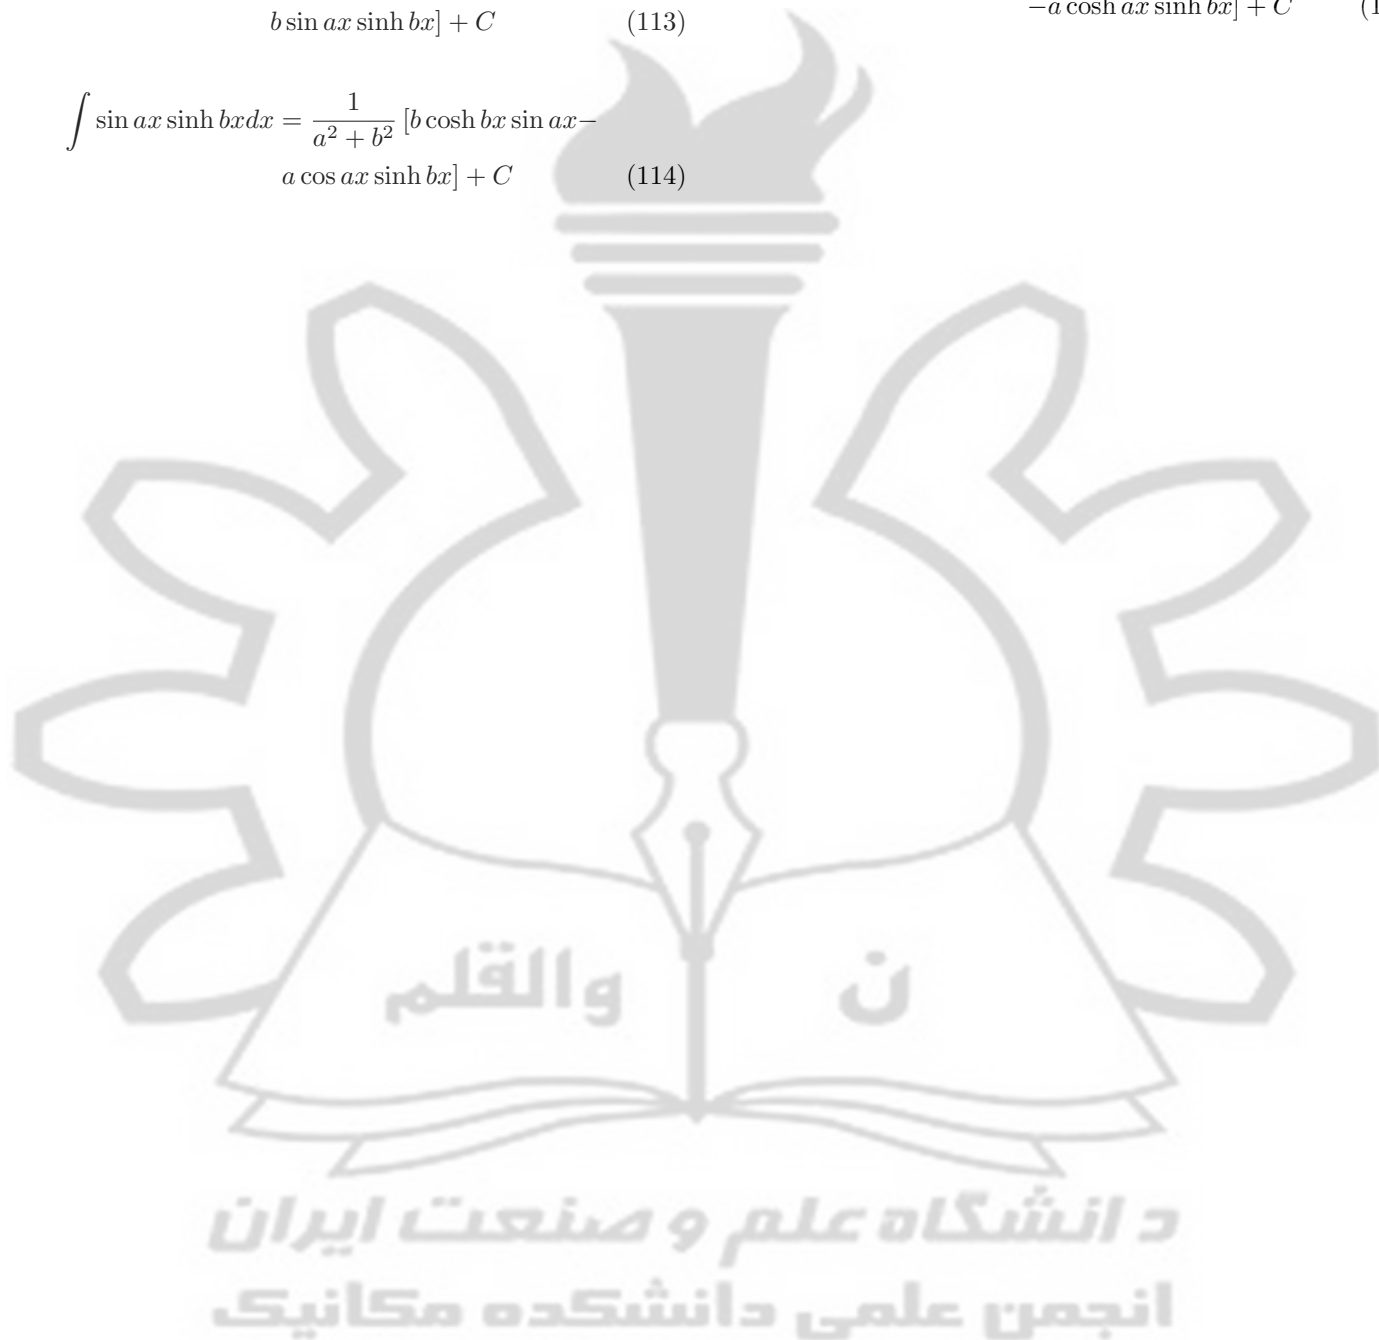 b sin ax sinh bx] + C (113)
∫ sin ax sinh bxdx = 1/(a² + b²) [b cosh bx sin ax−
a cos ax sinh bx] + C (114)
−a cosh ax sinh bx] + C (1
ن والقلم
دانشگاه علم و صنعت ایران
انجمن علمی دانشکده مکانیک